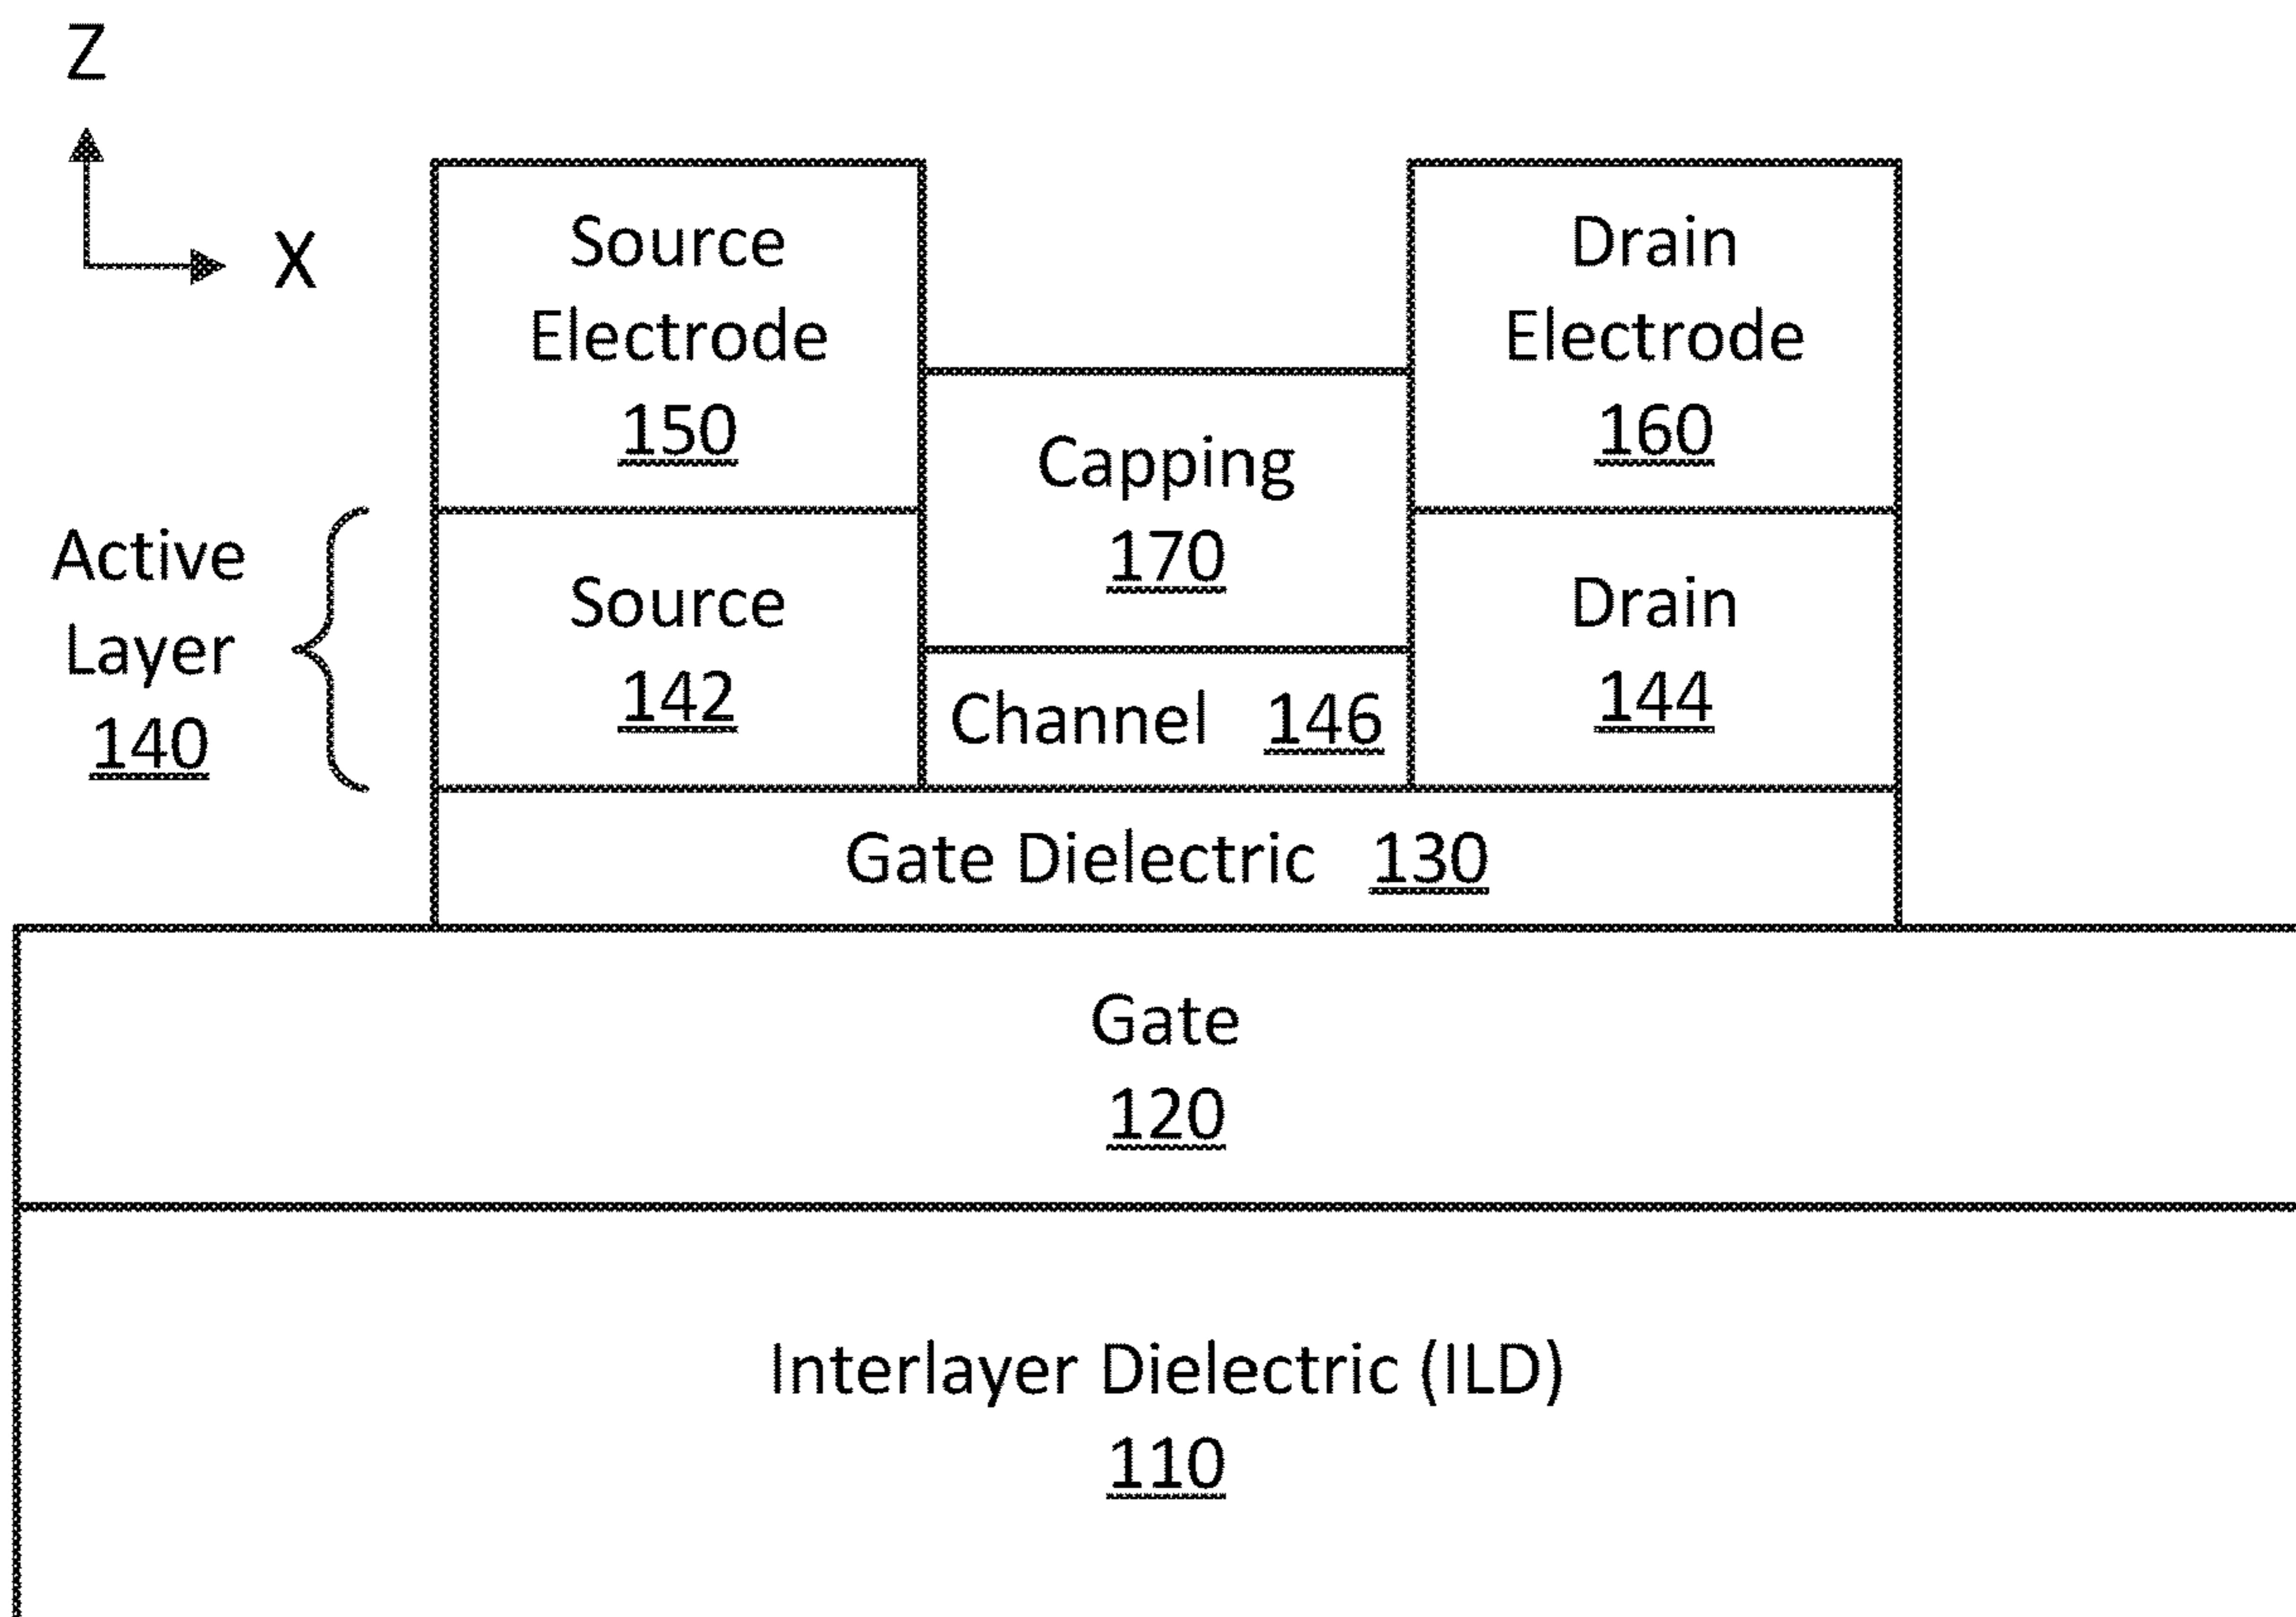 Z
X
Source
Electrode
150
Drain
Electrode
160
Capping
170
Active
Layer
140
Source
142
Channel 146
Drain
144
Gate Dielectric 130
Gate
120
Interlayer Dielectric (ILD)
110